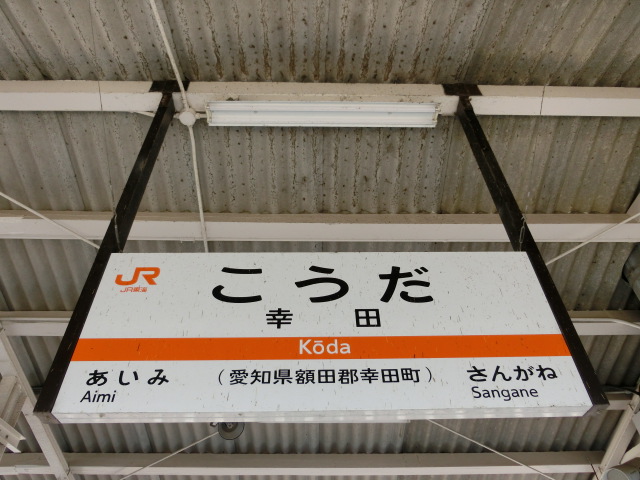 JR
JR東海
こうだ
幸田
Kōda
あいみ
Aimi
（愛知県額田郡幸田町）
さんがね
Sangane